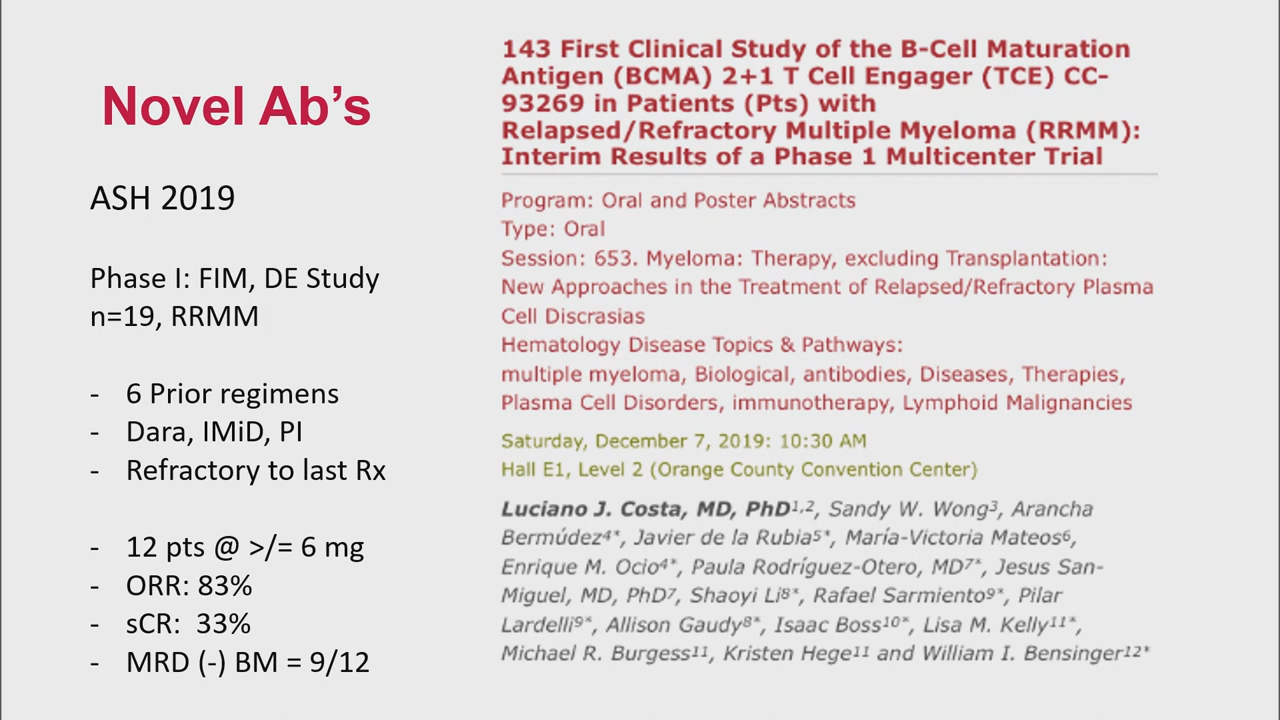 Novel Ab’s
ASH 2019
Phase I: FIM, DE Study
n=19, RRMM
- 6 Prior regimens
- Dara, IMiD, PI
- Refractory to last Rx
- 12 pts @ >/= 6 mg
- ORR: 83%
- sCR: 33%
- MRD (-) BM = 9/12
143 First Clinical Study of the B-Cell Maturation
Antigen (BCMA) 2+1 T Cell Engager (TCE) CC-
93269 in Patients (Pts) with
Relapsed/Refractory Multiple Myeloma (RRMM):
Interim Results of a Phase 1 Multicenter Trial
Program: Oral and Poster Abstracts
Type: Oral
Session: 653. Myeloma: Therapy, excluding Transplantation:
New Approaches in the Treatment of Relapsed/Refractory Plasma
Cell Discrasias
Hematology Disease Topics & Pathways:
multiple myeloma, Biological, antibodies, Diseases, Therapies,
Plasma Cell Disorders, immunotherapy, Lymphoid Malignancies
Saturday, December 7, 2019: 10:30 AM
Hall E1, Level 2 (Orange County Convention Center)
Luciano J. Costa, MD, PhD1,2, Sandy W. Wong3, Arancha
Bermúdez4*, Javier de la Rubia5*, María-Victoria Mateos6,
Enrique M. Ocio4*, Paula Rodríguez-Otero, MD7*, Jesus San-
Miguel, MD, PhD7, Shaoyi Li8*, Rafael Sarmiento9*, Pilar
Lardelli9*, Allison Gaudy8*, Isaac Boss10*, Lisa M. Kelly11*,
Michael R. Burgess11, Kristen Hege11 and William I. Bensinger12*